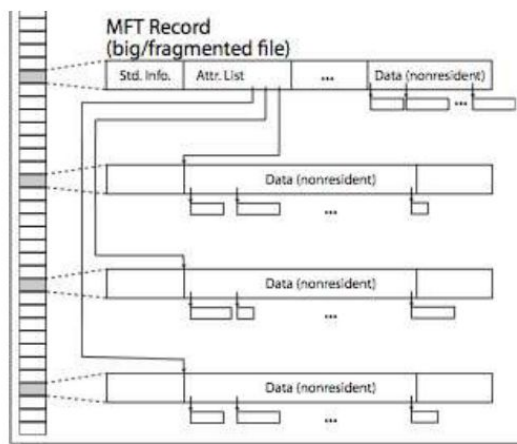 MFT Record
(big/fragmented file)
Std. Info. Attr. List ... Data (nonresident)
...
Data (nonresident)
...
Data (nonresident)
...
Data (nonresident)
...